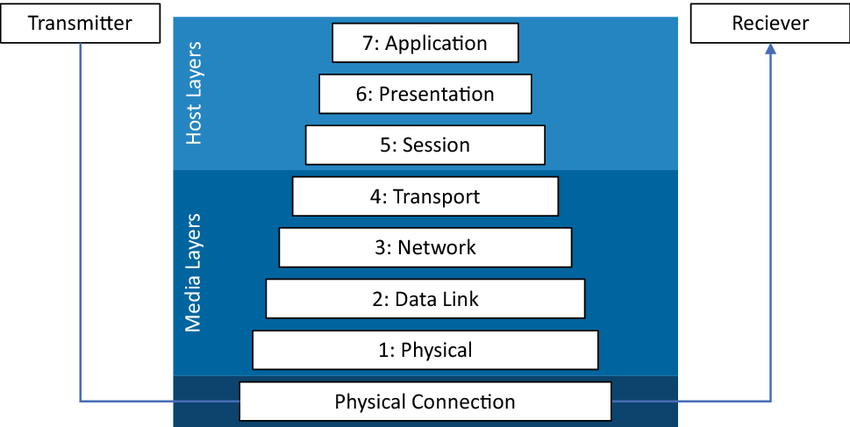 Transmitter
Reciever
Host Layers
7: Application
6: Presentation
5: Session
Media Layers
4: Transport
3: Network
2: Data Link
1: Physical
Physical Connection